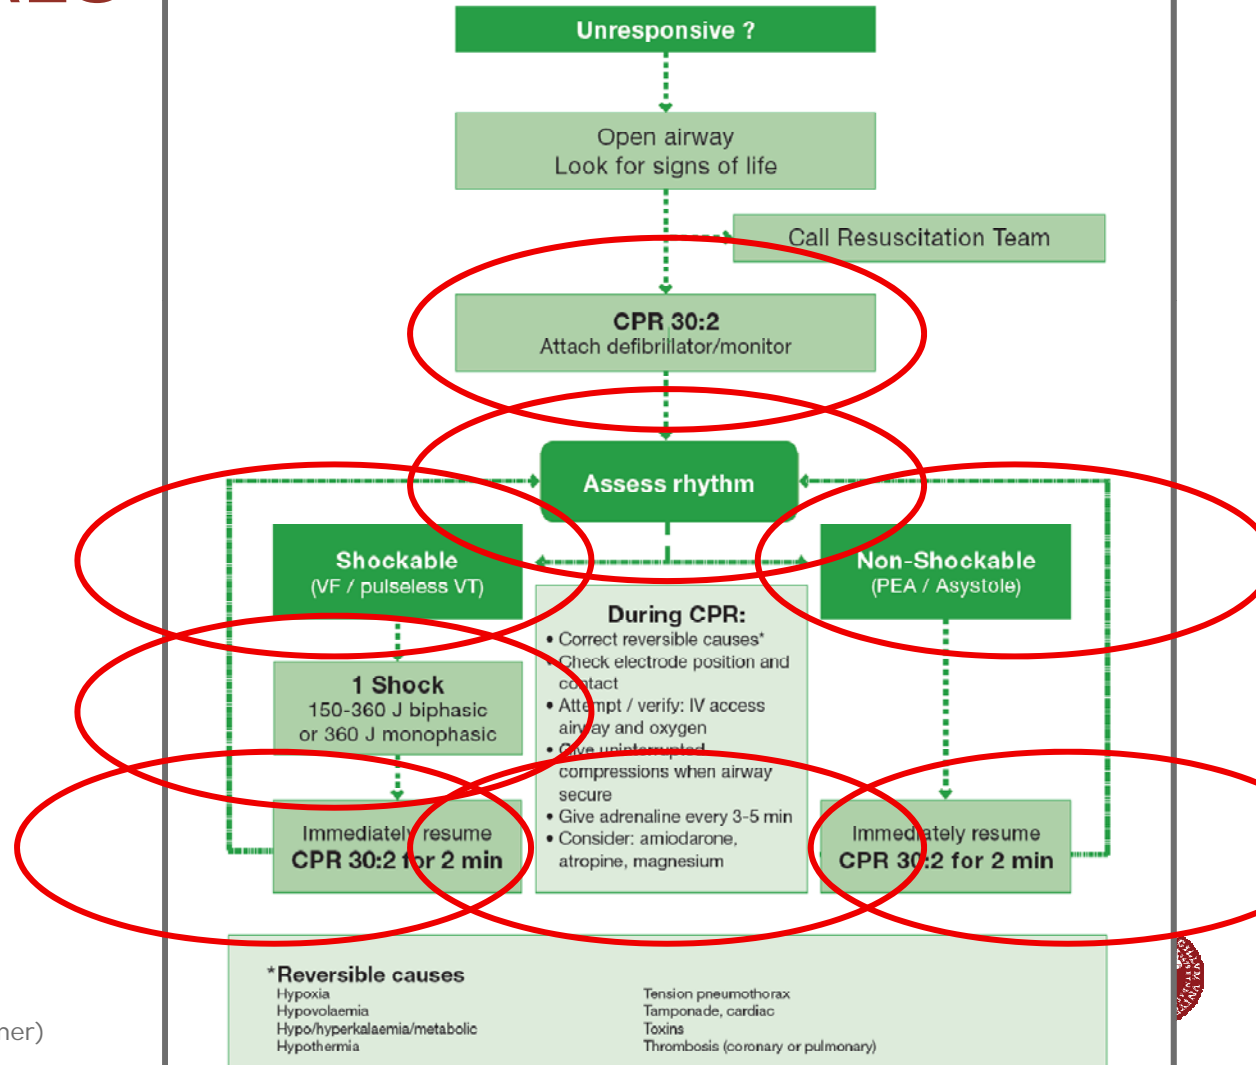 Unresponsive ?
Open airway
Look for signs of life
Call Resuscitation Team
CPR 30:2
Attach defibrillator/monitor
Assess rhythm
Shockable
(VF / pulseless VT)
Non-Shockable
(PEA / Asystole)
1 Shock
150-360 J biphasic
or 360 J monophasic
Immediately resume
CPR 30:2 for 2 min
During CPR:
• Correct reversible causes*
• Check electrode position and
contact
• Attempt / verify: IV access
airway and oxygen
• Give uninterrupted
compressions when airway
secure
• Give adrenaline every 3-5 min
• Consider: amiodarone,
atropine, magnesium
Immediately resume
CPR 30:2 for 2 min
*Reversible causes
Hypoxia
Hypovolaemia
Hypo/hyperkalaemia/metabolic
Hypothermia
Tension pneumothorax
Tamponade, cardiac
Toxins
Thrombosis (coronary or pulmonary)
ner)